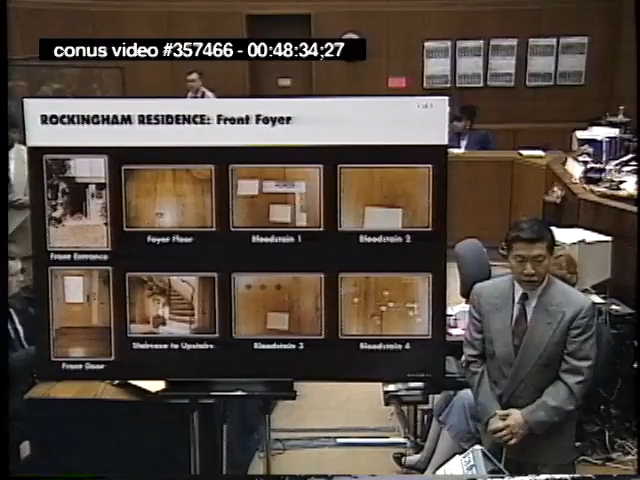 conus video #357466 - 00:48:34;27
ROCKINGHAM RESIDENCE: Front Foyer
Foyer Floor
Bloodstain 1
Bloodstain 2
Front Entrance
Staircase to Upstairs
Bloodstain 3
Bloodstain 4
Front Door